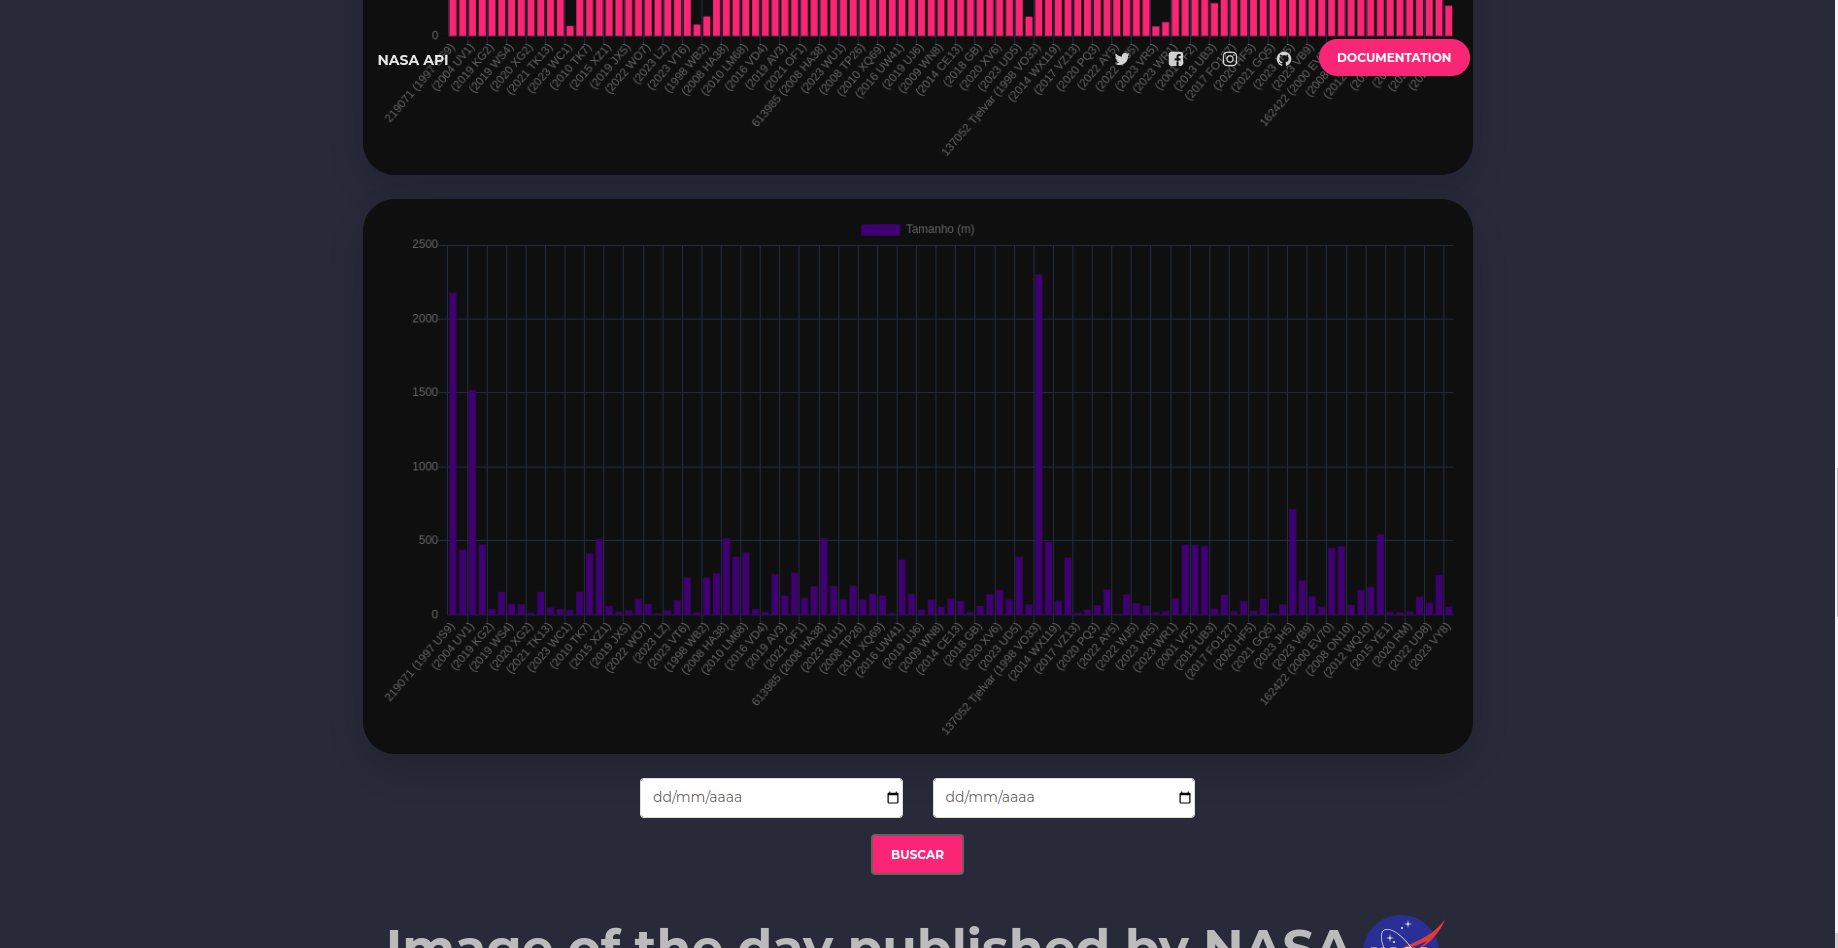 0
NASA API
DOCUMENTATION
219071 (1997 US9)
(2004 UV1)
(2019 KG2)
(2019 WS4)
(2020 XG2)
(2021 TK13)
(2023 WC1)
(2010 TK7)
(2015 XZ1)
(2019 JX5)
(2022 WO7)
(2023 LZ)
(2023 VT6)
(1998 WB2)
(2008 HA38)
(2010 LM68)
(2016 VD4)
(2019 AV3)
(2021 OF1)
613985 (2008 HA38)
(2023 WU1)
(2008 TP26)
(2010 XQ69)
(2016 UW41)
(2019 UJ6)
(2009 WN8)
(2014 CE13)
(2018 GB)
(2020 XV6)
(2023 UD5)
137052 Tjelvar (1998 VO33)
(2014 WX119)
(2017 VZ13)
(2020 PQ3)
(2022 AY5)
Tamanho (m)
2500
2000
1500
1000
500
0
219071 (1997 US9)
(2004 UV1)
(2019 KG2)
(2019 WS4)
(2020 XG2)
(2021 TK13)
(2023 WC1)
(2010 TK7)
(2015 XZ1)
(2019 JX5)
(2022 WO7)
(2023 LZ)
(2023 VT6)
(1998 WB2)
(2008 HA38)
(2010 LM68)
(2016 VD4)
(2019 AV3)
(2021 OF1)
613985 (2008 HA38)
(2023 WU1)
(2008 TP26)
(2010 XQ69)
(2016 UW41)
(2019 UJ6)
(2009 WN8)
(2014 CE13)
(2018 GB)
(2020 XV6)
(2023 UD5)
137052 Tjelvar (1998 VO33)
(2014 WX119)
(2017 VZ13)
(2020 PQ3)
(2022 AY5)
(2022 WJ5)
(2023 VR6)
(2023 WR1)
(2001 VF2)
(2013 UB3)
(2017 FO127)
(2020 HF5)
(2021 GQ5)
(2023 JH5)
(2023 VB9)
162422 (2000 EV70)
(2008 ON10)
(2012 WQ10)
(2015 YE1)
(2020 RM)
(2022 UD8)
(2023 VY8)
dd/mm/aaaa
dd/mm/aaaa
BUSCAR
Image of the day published by NASA